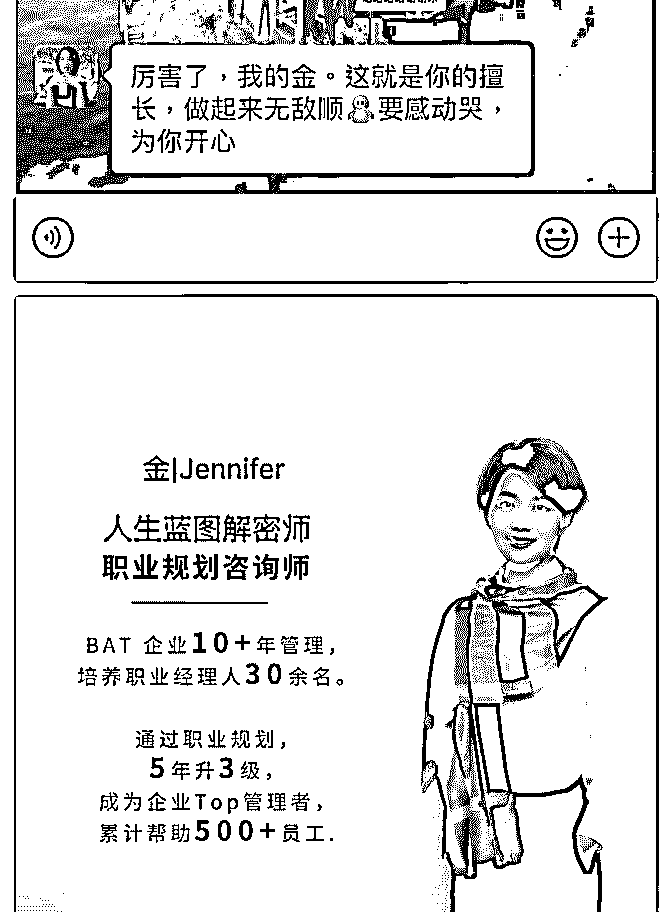 厉害了，我的金。这就是你的擅
长，做起来无敌顺⛄要感动哭，
为你开心
金|Jennifer
人生蓝图解密师
职业规划咨询师
BAT 企业10+年管理，
培养职业经理人30余名。
通过职业规划，
5年升3级，
成为企业Top管理者，
累计帮助500+员工.